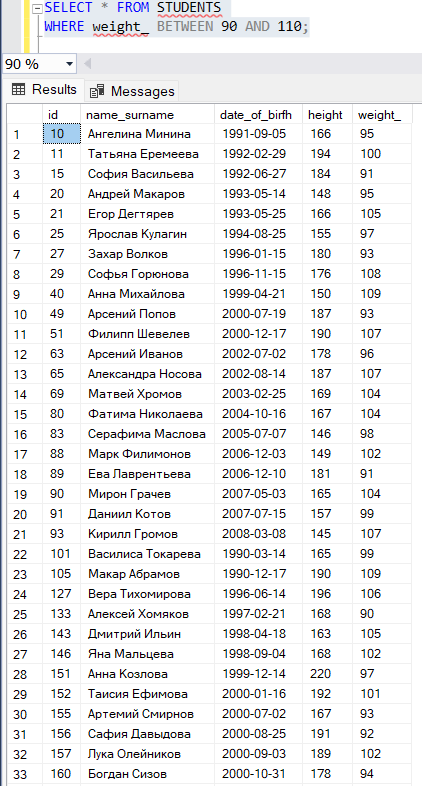 SELECT * FROM STUDENTS
WHERE weight_ BETWEEN 90 AND 110;
90 %
Results Messages
id name_surname date_of_birfh height weight_
1 10 Ангелина Минина 1991-09-05 166 95
2 11 Татьяна Еремеева 1992-02-29 194 100
3 15 София Васильева 1992-06-27 184 91
4 20 Андрей Макаров 1993-05-14 148 95
5 21 Егор Дегтярев 1993-05-25 166 105
6 25 Ярослав Кулагин 1994-08-25 155 97
7 27 Захар Волков 1996-01-15 180 93
8 29 Софья Горюнова 1996-11-15 176 108
9 40 Анна Михайлова 1999-04-21 150 109
10 49 Арсений Попов 2000-07-19 187 93
11 51 Филипп Шевелев 2000-12-17 190 107
12 63 Арсений Иванов 2002-07-02 178 96
13 65 Александра Носова 2002-08-14 187 107
14 69 Матвей Хромов 2003-02-25 169 104
15 80 Фатима Николаева 2004-10-16 167 104
16 83 Серафима Маслова 2005-07-07 146 98
17 88 Марк Филимонов 2006-12-03 149 102
18 89 Ева Лаврентьева 2006-12-10 181 91
19 90 Мирон Грачев 2007-05-03 165 104
20 91 Даниил Котов 2007-07-15 157 99
21 93 Кирилл Громов 2008-03-08 145 107
22 101 Василиса Токарева 1990-03-14 165 99
23 105 Макар Абрамов 1990-12-17 190 109
24 127 Вера Тихомирова 1996-06-14 196 106
25 133 Алексей Хомяков 1997-02-21 168 90
26 143 Дмитрий Ильин 1998-04-18 163 105
27 146 Яна Мальцева 1998-09-04 168 102
28 151 Анна Козлова 1999-12-14 220 97
29 152 Таисия Ефимова 2000-01-16 192 101
30 155 Артемий Смирнов 2000-07-02 167 93
31 156 Сафия Давыдова 2000-08-25 191 92
32 157 Лука Олейников 2000-09-03 189 102
33 160 Богдан Сизов 2000-10-31 178 94